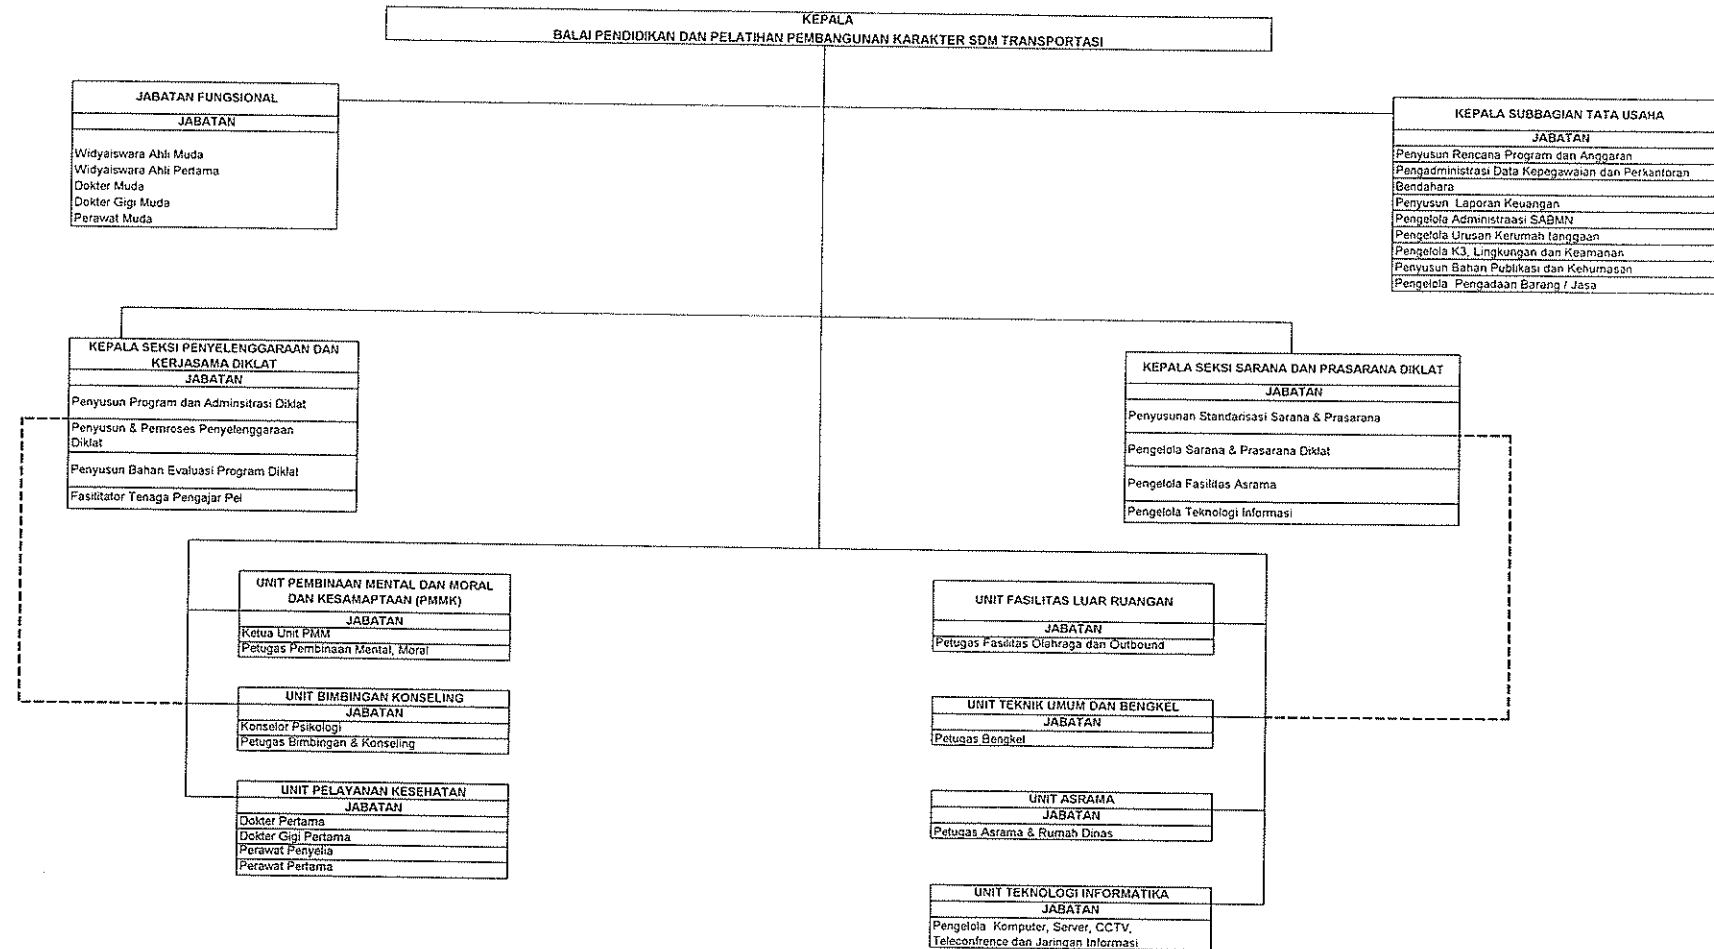 KEPALA
BALAI PENDIDIKAN DAN PELATIHAN PEMBANGUNAN KARAKTER SDM TRANSPORTASI
JABATAN FUNGSIONAL
JABATAN
Widyaiswara Ahli Muda
Widyaiswara Ahli Pertama
Dokter Muda
Dokter Gigi Muda
Perawat Muda
KEPALA SUBBAGIAN TATA USAHA
JABATAN
Penyusun Rencana Program dan Anggaran
Pengadministrasi Data Kepegawaian dan Perkantoran
Bendahara
Penyusun Laporan Keuangan
Pengelola Administraasi SABMN
Pengelola Urusan Kerumah tanggaan
Pengelola K3, Lingkungan dan Keamanan
Penyusun Bahan Publikasi dan Kehumasan
Pengelola Pengadaan Barang / Jasa
KEPALA SEKSI PENYELENGGARAAN DAN
KERJASAMA DIKLAT
JABATAN
Penyusun Program dan Adminsitrasi Diklat
Penyusun & Pemroses Penyelenggaraan
Diklat
Penyusun Bahan Evaluasi Program Diklat
Fasilitator Tenaga Pengajar Pel
KEPALA SEKSI SARANA DAN PRASARANA DIKLAT
JABATAN
Penyusunan Standarisasi Sarana & Prasarana
Pengelola Sarana & Prasarana Diklat
Pengelola Fasilitas Asrama
Pengelola Teknologi Informasi
UNIT PEMBINAAN MENTAL DAN MORAL
DAN KESAMAPTAAN (PMMK)
JABATAN
Ketua Unit PMM
Petugas Pembinaan Mental, Moral
UNIT BIMBINGAN KONSELING
JABATAN
Konselor Psikologi
Petugas Bimbingan & Konseling
UNIT PELAYANAN KESEHATAN
JABATAN
Dokter Pertama
Dokter Gigi Pertama
Perawat Penyelia
Perawat Pertama
UNIT FASILITAS LUAR RUANGAN
JABATAN
Petugas Fasilitas Olahraga dan Outbound
UNIT TEKNIK UMUM DAN BENGKEL
JABATAN
Petugas Bengkel
UNIT ASRAMA
JABATAN
Petugas Asrama & Rumah Dinas
UNIT TEKNOLOGI INFORMATIKA
JABATAN
Pengelola Komputer, Server, CCTV,
Teleconfrence dan Jaringan Informasi